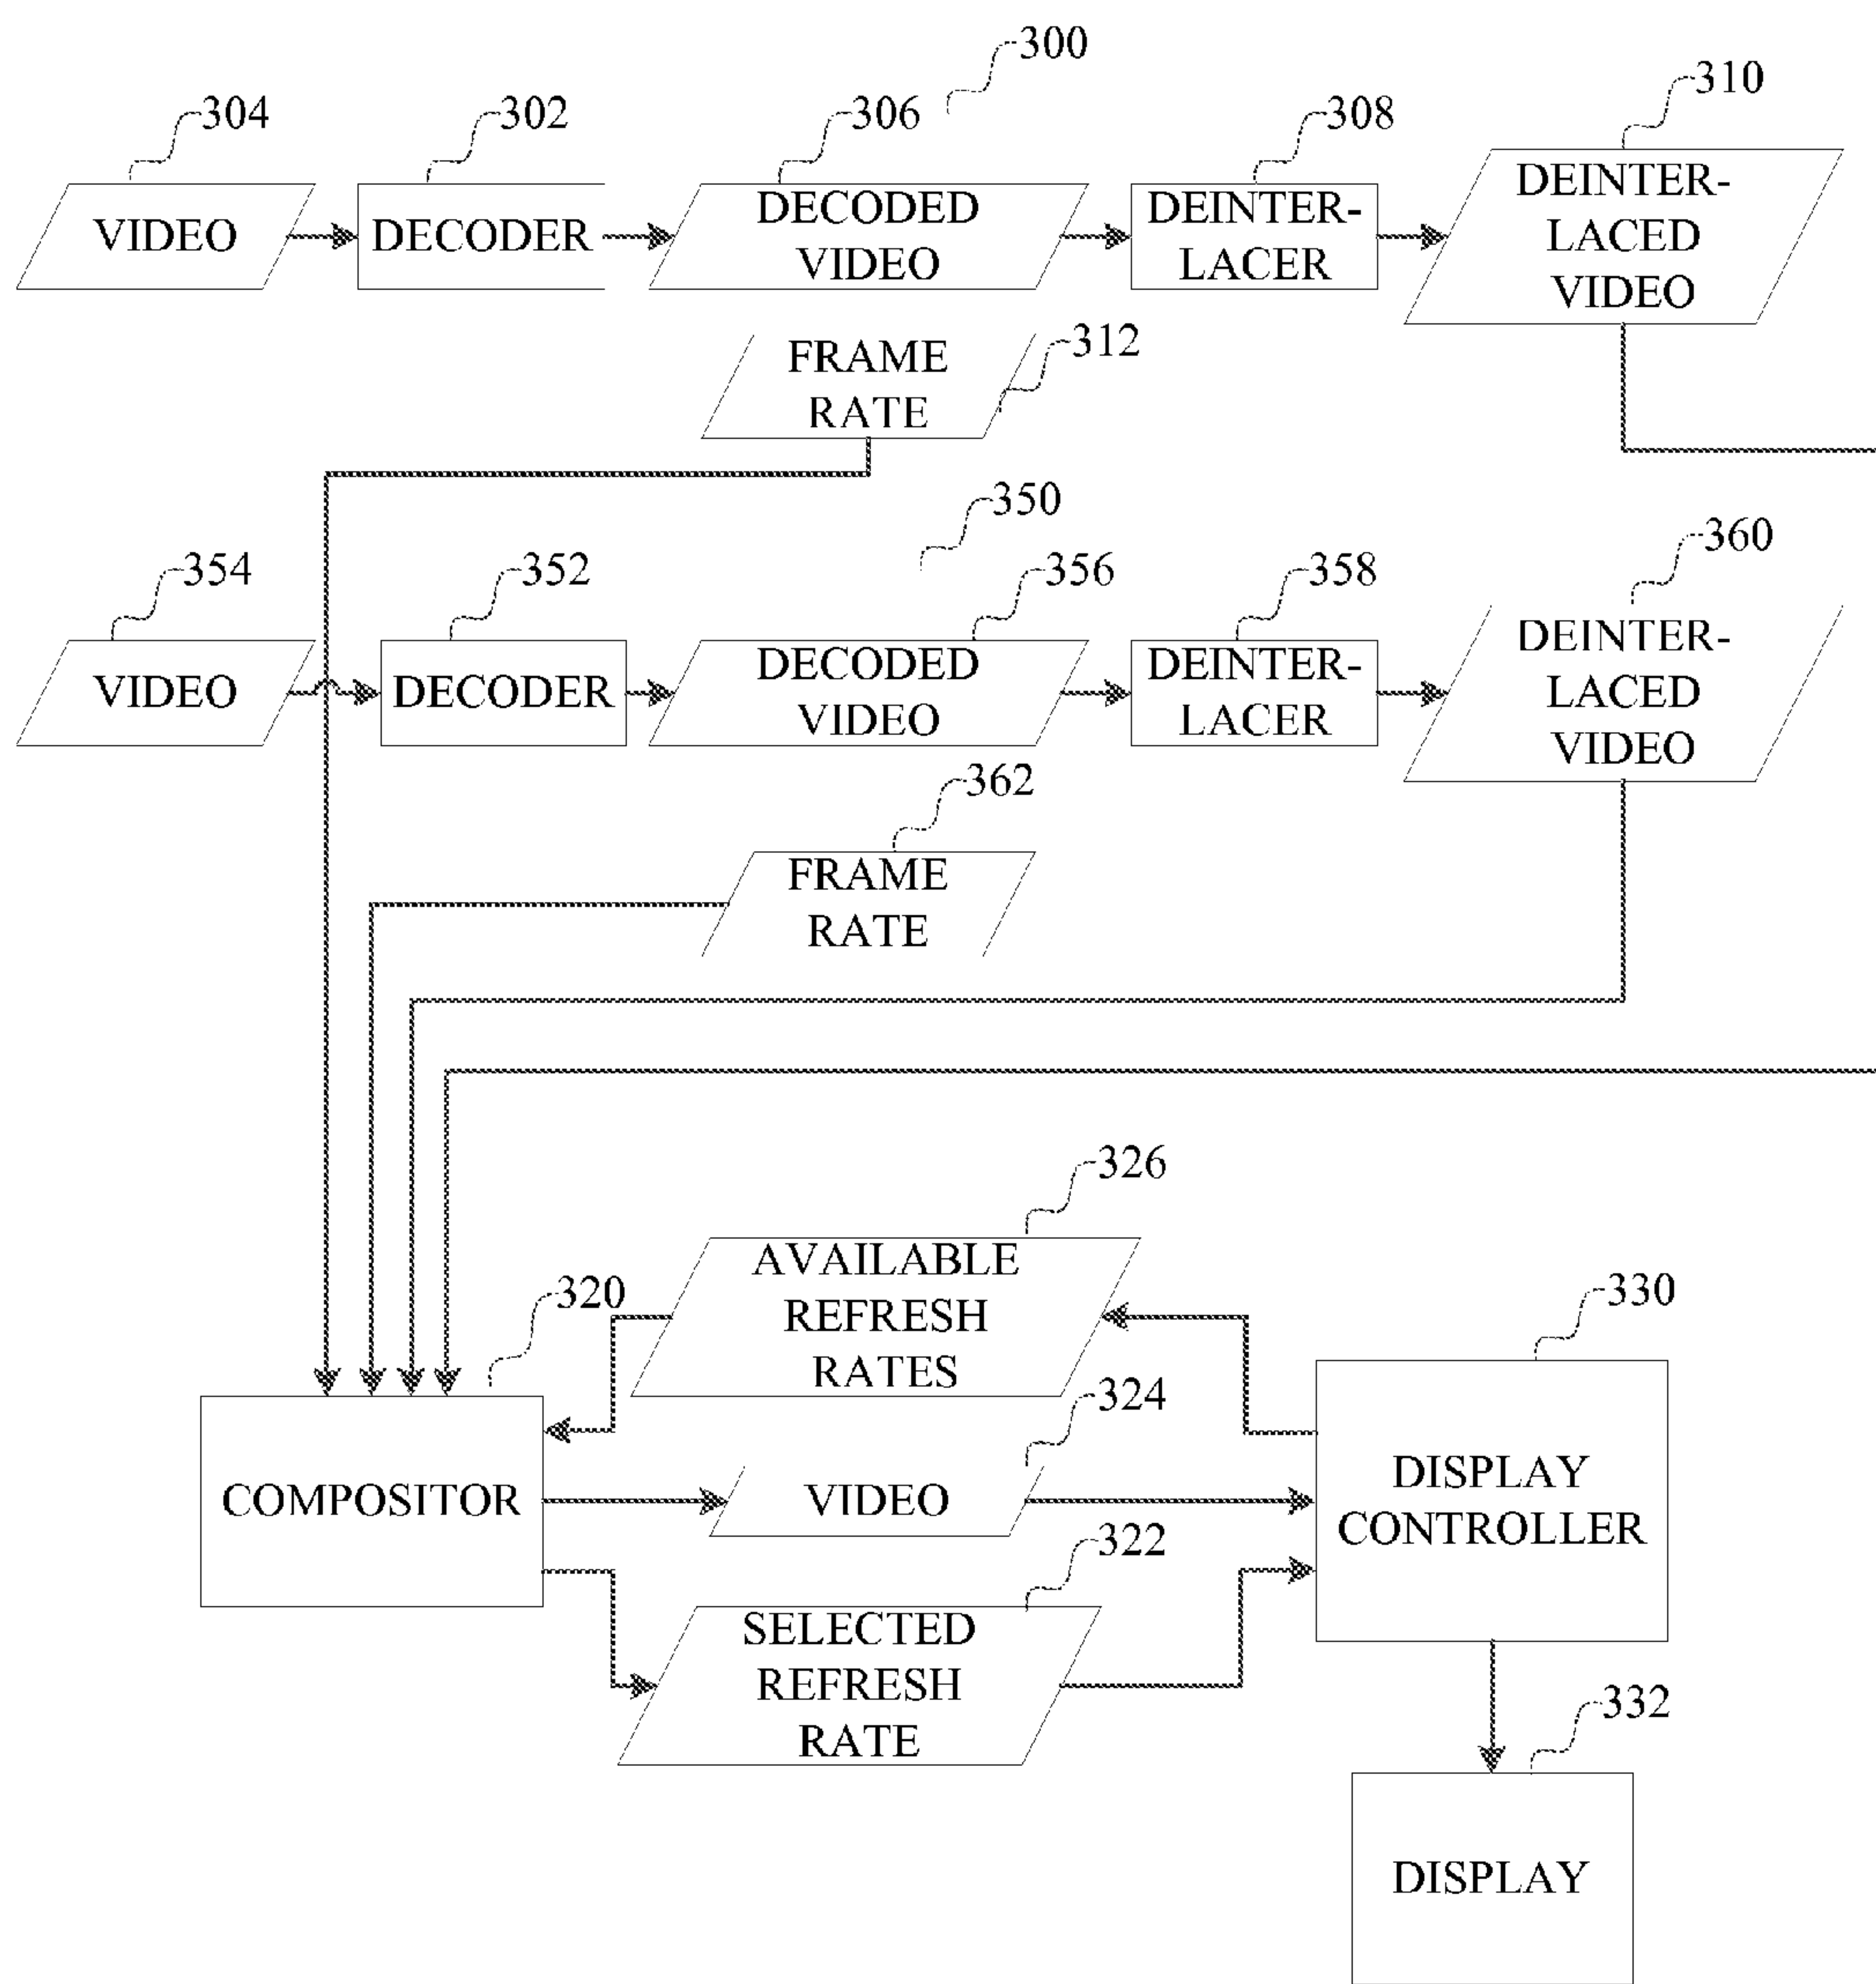 300
304
302
306
308
310
VIDEO
DECODER
DECODED
VIDEO
DEINTER-
LACER
DEINTER-
LACED
VIDEO
312
FRAME
RATE
350
354
352
356
358
360
VIDEO
DECODER
DECODED
VIDEO
DEINTER-
LACER
DEINTER-
LACED
VIDEO
362
FRAME
RATE
326
AVAILABLE
REFRESH
RATES
320
330
COMPOSITOR
324
VIDEO
DISPLAY
CONTROLLER
322
SELECTED
REFRESH
RATE
332
DISPLAY